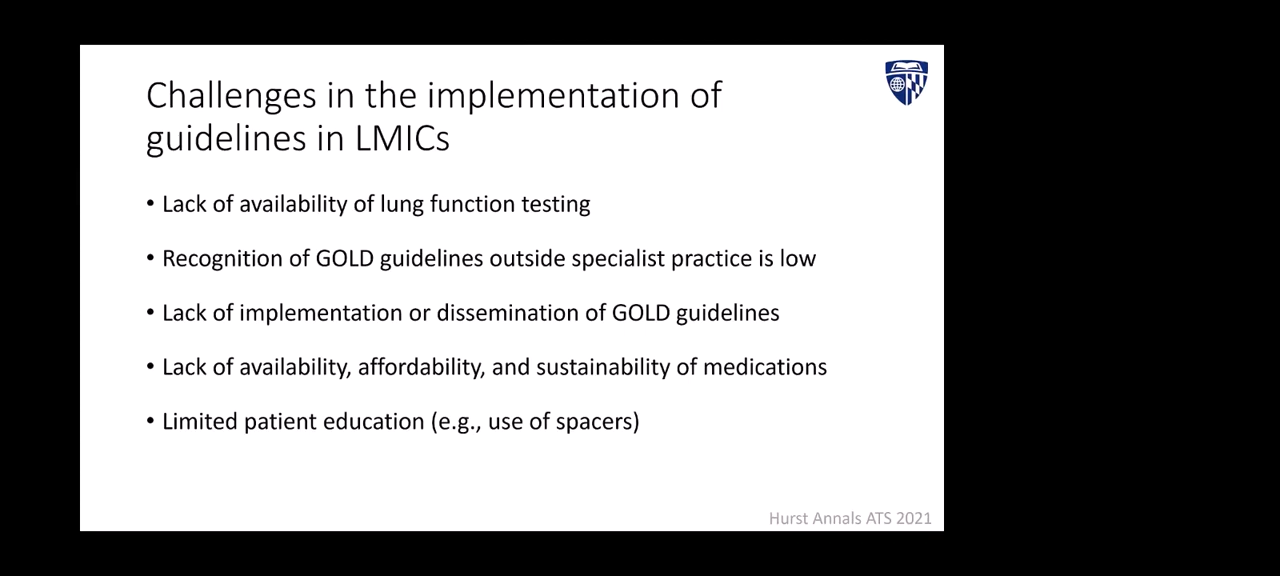 Challenges in the implementation of
guidelines in LMICs
• Lack of availability of lung function testing
• Recognition of GOLD guidelines outside specialist practice is low
• Lack of implementation or dissemination of GOLD guidelines
• Lack of availability, affordability, and sustainability of medications
• Limited patient education (e.g., use of spacers)
Hurst Annals ATS 2021